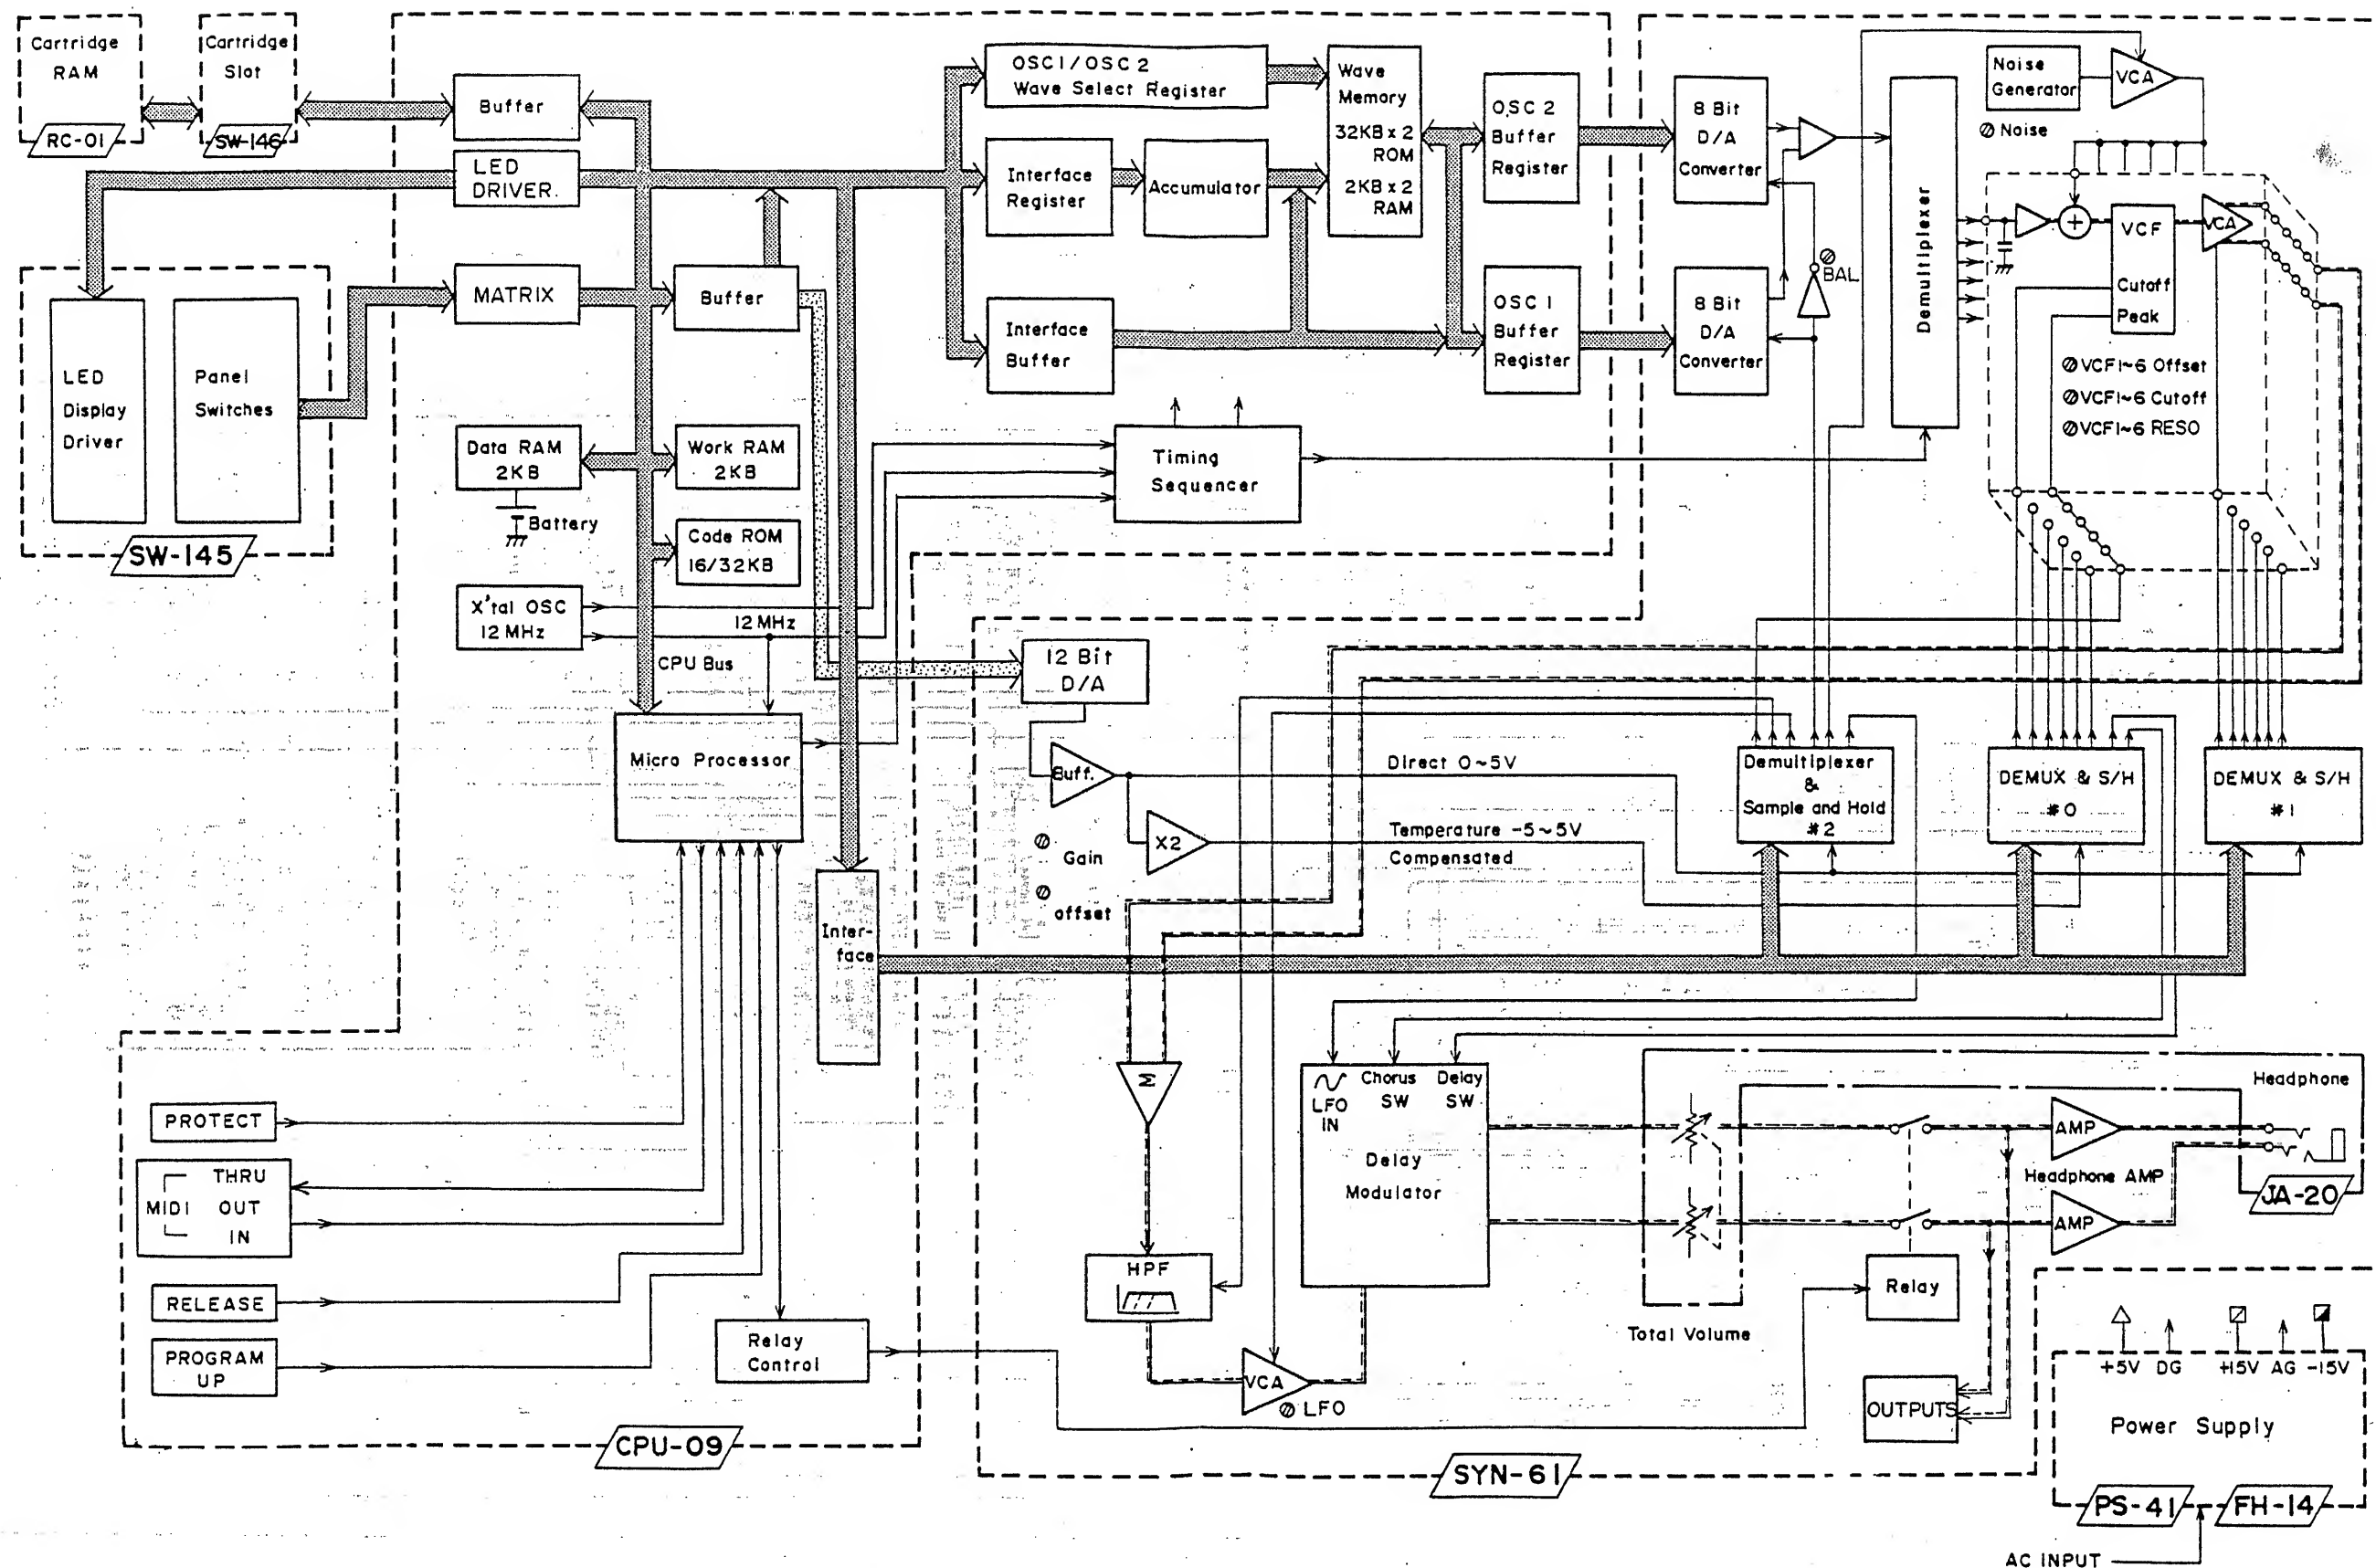 Cartridge
RAM
RC-01
Cartridge
Slot
SW-146
Buffer
LED
DRIVER.
MATRIX
Buffer
LED
Display
Driver
Panel
Switches
SW-145
Data RAM
2KB
Battery
Work RAM
2KB
Code ROM
16/32KB
X'tal OSC
12 MHz
12 MHz
CPU Bus
Micro Processor
Inter-
face
PROTECT
MIDI
THRU
OUT
IN
RELEASE
PROGRAM
UP
Relay
Control
CPU-09
OSC1/OSC 2
Wave Select Register
Interface
Register
Accumulator
Interface
Buffer
Wave
Memory
32KB x 2
ROM
2KB x 2
RAM
OSC 2
Buffer
Register
OSC 1
Buffer
Register
Timing
Sequencer
8 Bit
D/A
Converter
8 Bit
D/A
Converter
BAL
Demultiplexer
Noise
Generator
Noise
VCA
+
VCF
Cutoff
Peak
VCA
VCF1~6 Offset
VCF1~6 Cutoff
VCF1~6 RESO
12 Bit
D/A
Buff.
X2
Gain
offset
Direct 0~5V
Temperature -5~5V
Compensated
Demultiplexer
&
Sample and Hold
#2
DEMUX & S/H
#0
DEMUX & S/H
#1
Σ
HPF
VCA
LFO
LFO
IN
Chorus
SW
Delay
SW
Delay
Modulator
Total Volume
AMP
Headphone AMP
AMP
Headphone
JA-20
Relay
OUTPUTS
SYN-61
+5V DG +15V AG -15V
Power Supply
PS-41
FH-14
AC INPUT